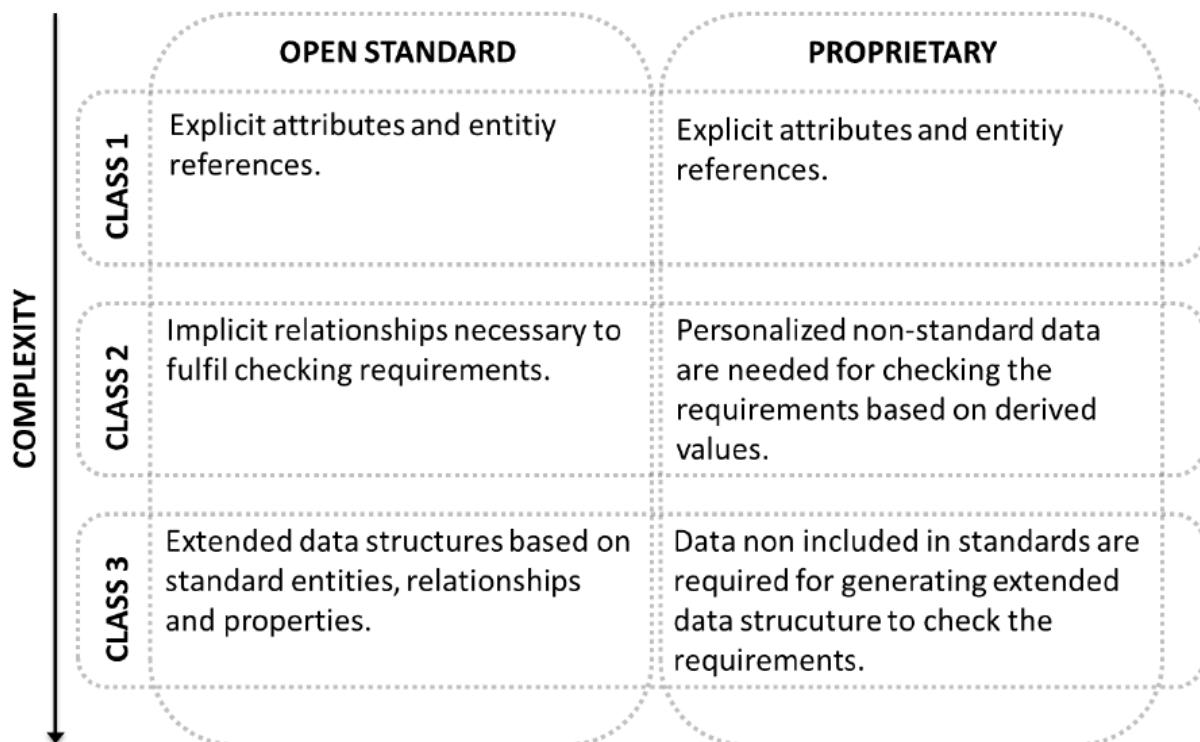 OPEN STANDARD
PROPRIETARY
COMPLEXITY
CLASS 1
Explicit attributes and entitiy
references.
Explicit attributes and entitiy
references.
CLASS 2
Implicit relationships necessary to
fulfil checking requirements.
Personalized non-standard data
are needed for checking the
requirements based on derived
values.
CLASS 3
Extended data structures based on
standard entities, relationships
and properties.
Data non included in standards are
required for generating extended
data strucuture to check the
requirements.